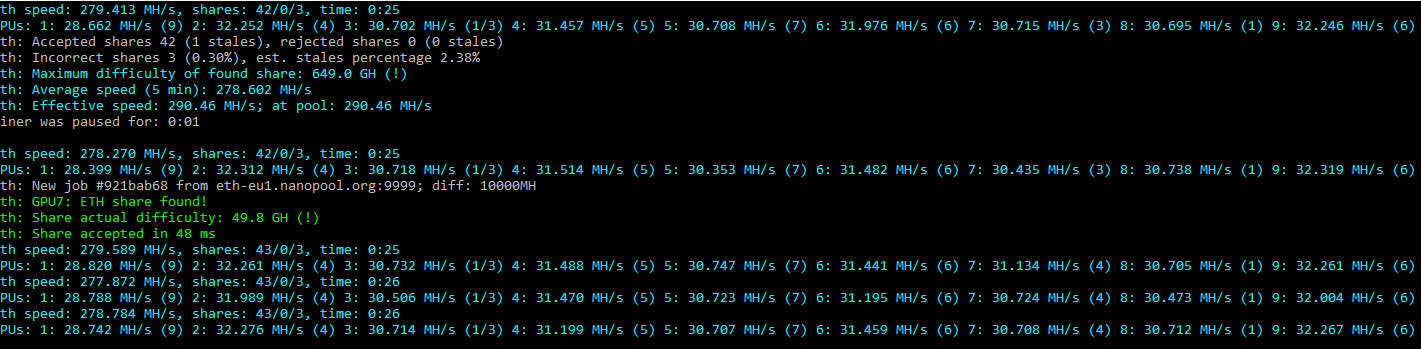 th speed: 279.413 MH/s, shares: 42/0/3, time: 0:25
PUs: 1: 28.662 MH/s (9) 2: 32.252 MH/s (4) 3: 30.702 MH/s (1/3) 4: 31.457 MH/s (5) 5: 30.708 MH/s (7) 6: 31.976 MH/s (6) 7: 30.715 MH/s (3) 8: 30.695 MH/s (1) 9: 32.246 MH/s (6)
th: Accepted shares 42 (1 stales), rejected shares 0 (0 stales)
th: Incorrect shares 3 (0.30%), est. stales percentage 2.38%
th: Maximum difficulty of found share: 649.0 GH (!)
th: Average speed (5 min): 278.602 MH/s
th: Effective speed: 290.46 MH/s; at pool: 290.46 MH/s
iner was paused for: 0:01
th speed: 278.270 MH/s, shares: 42/0/3, time: 0:25
PUs: 1: 28.399 MH/s (9) 2: 32.312 MH/s (4) 3: 30.718 MH/s (1/3) 4: 31.514 MH/s (5) 5: 30.353 MH/s (7) 6: 31.482 MH/s (6) 7: 30.435 MH/s (3) 8: 30.738 MH/s (1) 9: 32.319 MH/s (6)
th: New job #921bab68 from eth-eu1.nanopool.org:9999; diff: 10000MH
th: GPU7: ETH share found!
th: Share actual difficulty: 49.8 GH (!)
th: Share accepted in 48 ms
th speed: 279.589 MH/s, shares: 43/0/3, time: 0:25
PUs: 1: 28.820 MH/s (9) 2: 32.261 MH/s (4) 3: 30.732 MH/s (1/3) 4: 31.488 MH/s (5) 5: 30.747 MH/s (7) 6: 31.441 MH/s (6) 7: 31.134 MH/s (4) 8: 30.705 MH/s (1) 9: 32.261 MH/s (6)
th speed: 277.872 MH/s, shares: 43/0/3, time: 0:26
PUs: 1: 28.788 MH/s (9) 2: 31.989 MH/s (4) 3: 30.506 MH/s (1/3) 4: 31.470 MH/s (5) 5: 30.723 MH/s (7) 6: 31.195 MH/s (6) 7: 30.724 MH/s (4) 8: 30.473 MH/s (1) 9: 32.004 MH/s (6)
th speed: 278.784 MH/s, shares: 43/0/3, time: 0:26
PUs: 1: 28.742 MH/s (9) 2: 32.276 MH/s (4) 3: 30.714 MH/s (1/3) 4: 31.199 MH/s (5) 5: 30.707 MH/s (7) 6: 31.459 MH/s (6) 7: 30.708 MH/s (4) 8: 30.712 MH/s (1) 9: 32.267 MH/s (6)